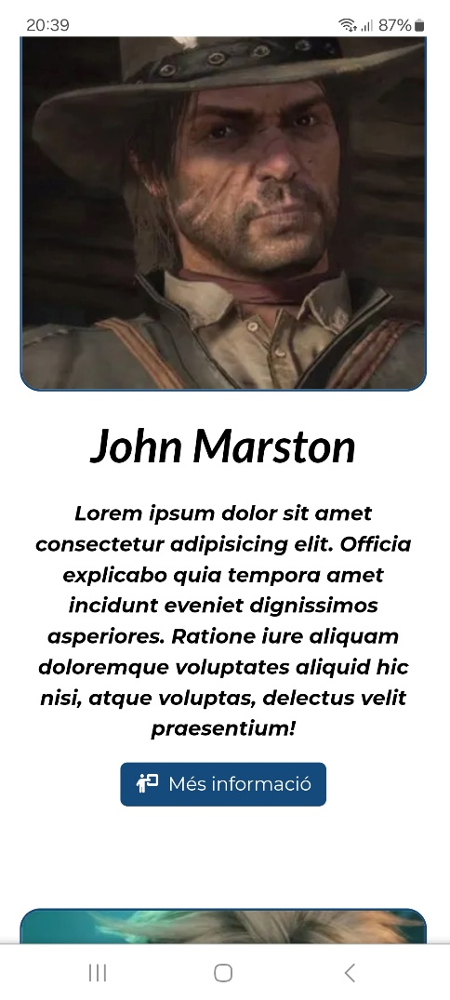 20:39
87%
John Marston
Lorem ipsum dolor sit amet
consectetur adipisicing elit. Officia
explicabo quia tempora amet
incidunt eveniet dignissimos
asperiores. Ratione iure aliquam
doloremque voluptates aliquid hic
nisi, atque voluptas, delectus velit
praesentium!
Més informació